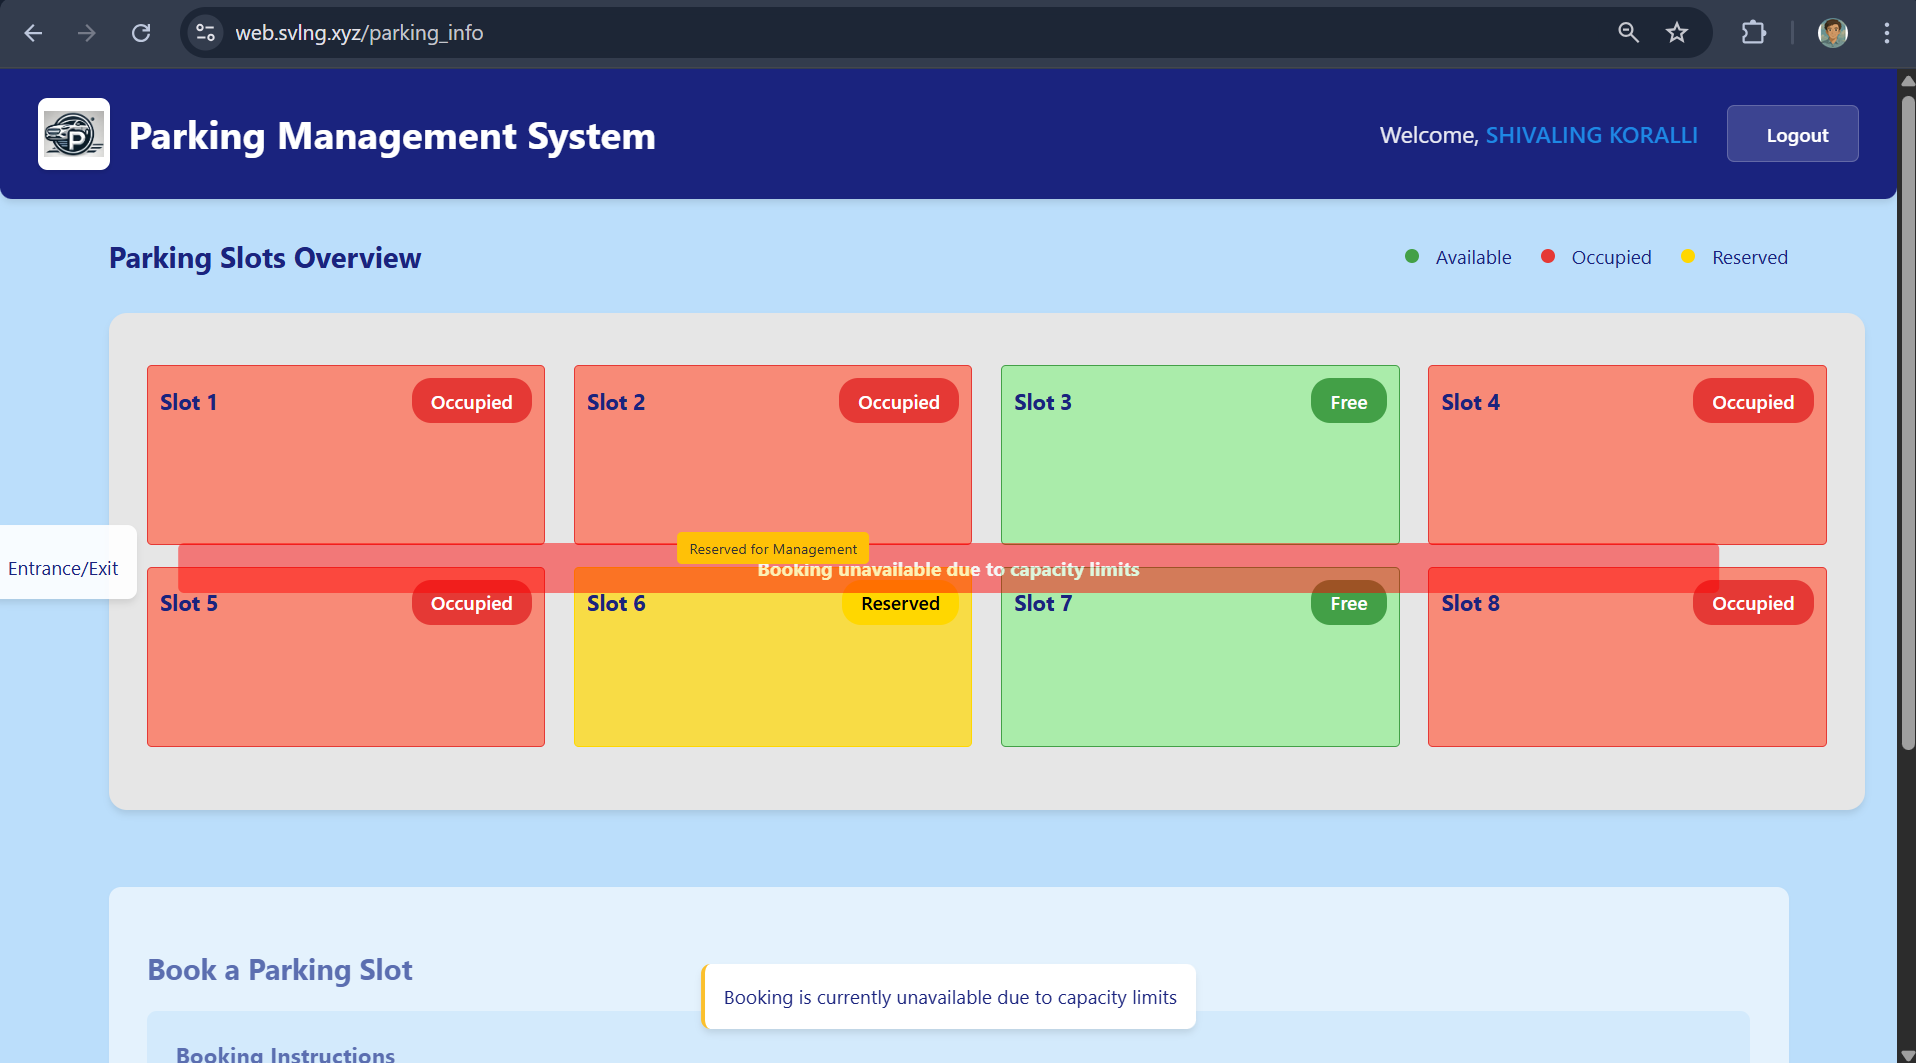 web.svlng.xyz/parking_info
P
Parking Management System
Welcome, SHIVALING KORALLI
Logout
Parking Slots Overview
Available
Occupied
Reserved
Slot 1
Occupied
Slot 2
Occupied
Slot 3
Free
Slot 4
Occupied
Reserved for Management
Entrance/Exit
Booking unavailable due to capacity limits
Slot 5
Occupied
Slot 6
Reserved
Slot 7
Free
Slot 8
Occupied
Book a Parking Slot
Booking is currently unavailable due to capacity limits
Booking Instructions